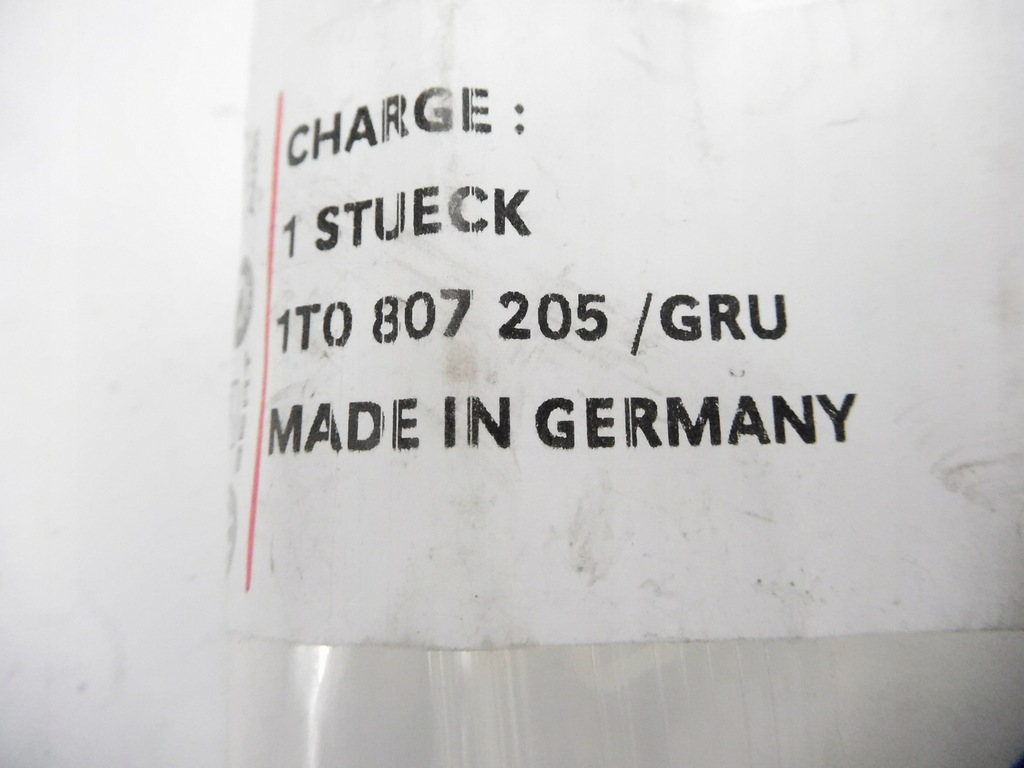 CHARGE :
1 STUECK
1T0 807 205 /GRU
MADE IN GERMANY